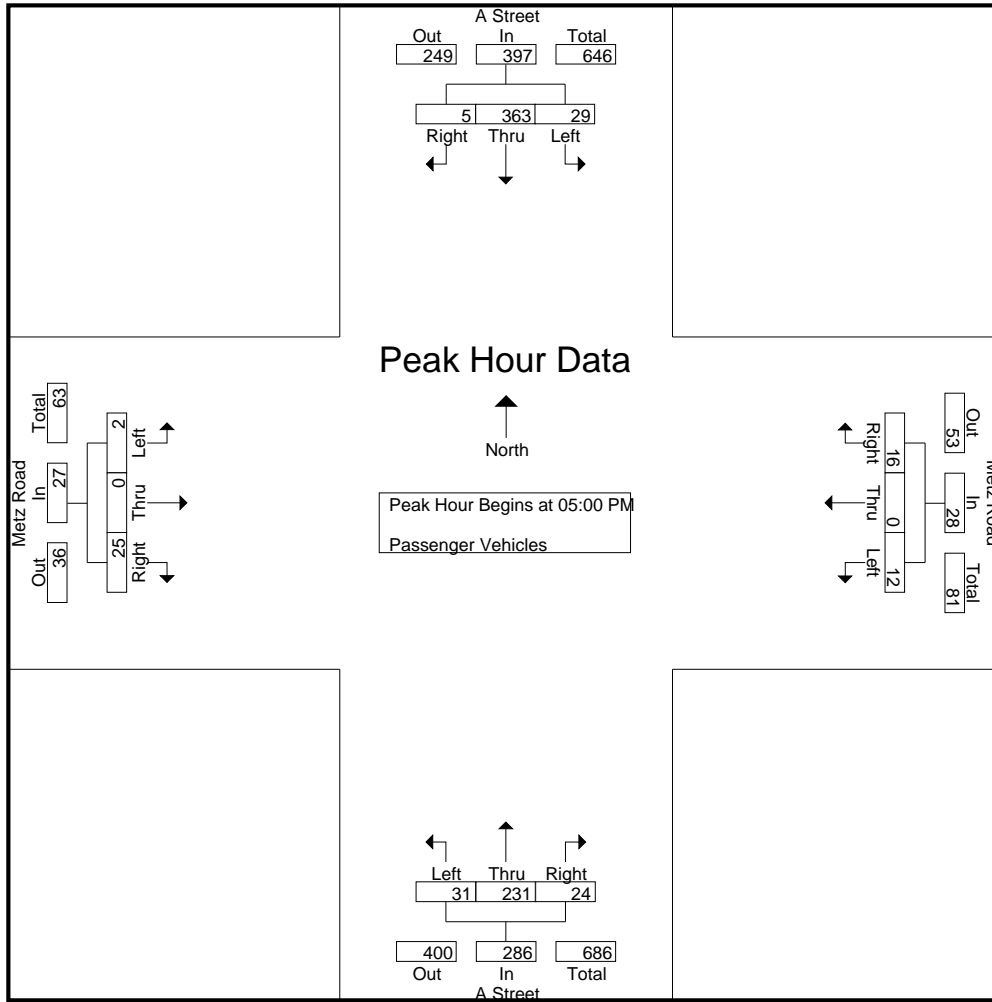 A Street
Out In Total
249 397 646
5 363 29
Right Thru Left
Peak Hour Data
North
Peak Hour Begins at 05:00 PM
Passenger Vehicles
Metz Road
Total In Out
63 27 36
2 0 25
Left Thru Right
Right Thru Left
16 0 12
Out In Total
53 28 81
Metz Road
Left Thru Right
31 231 24
400 286 686
Out In Total
A Street